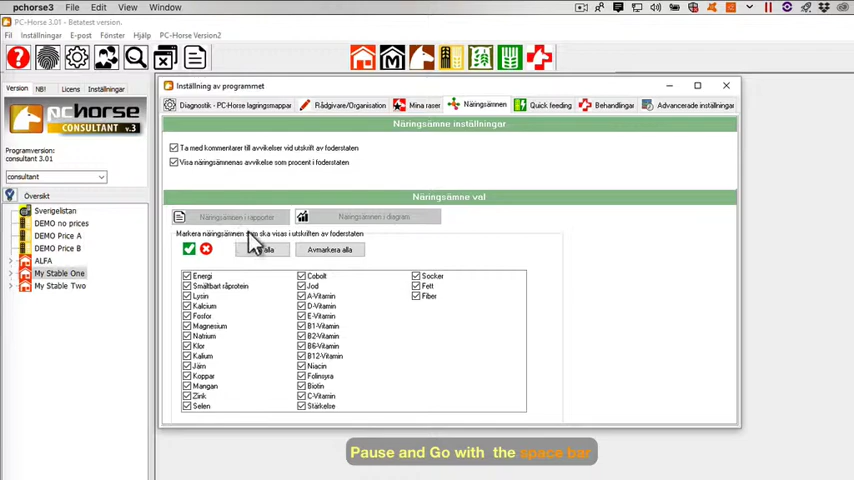 pchorse3 File Edit View Window
PC-Horse 3.01 - Betatest version.
Fil Inställningar E-post Fönster Hjälp PC-Horse Version2
Version NB! Licens Inställningar
pchorse
CONSULTANT v.3
Programversion:
consultant 3.01
consultant
Översikt
Sverigelistan
DEMO no prices
DEMO Price A
DEMO Price B
ALFA
My Stable One
My Stable Two
Inställning av programmet
Diagnostik - PC-Horse lagringsmappar Rådgivare/Organisation Mina raser Näringsämnen Quick feeding Behandlingar Avancerade inställningar
Näringsämne inställningar
Ta med kommentarer till avvikelser vid utskrift av foderstaten
Visa näringsämnenas avvikelse som procent i foderstaten
Näringsämne val
Näringsämnen i rapporter Näringsämnen i diagram
Markera näringsämnen som ska visas i utskriften av foderstaten
alla Avmarkera alla
Energi
Smältbart råprotein
Lysin
Kalcium
Fosfor
Magnesium
Natrium
Klor
Kalium
Järn
Koppar
Mangan
Zink
Selen
Cobolt
Jod
A-Vitamin
D-Vitamin
E-Vitamin
B1-Vitamin
B2-Vitamin
B6-Vitamin
B12-Vitamin
Niacin
Folinsyra
Biotin
C-Vitamin
Stärkelse
Socker
Fett
Fiber
Pause and Go with the space bar